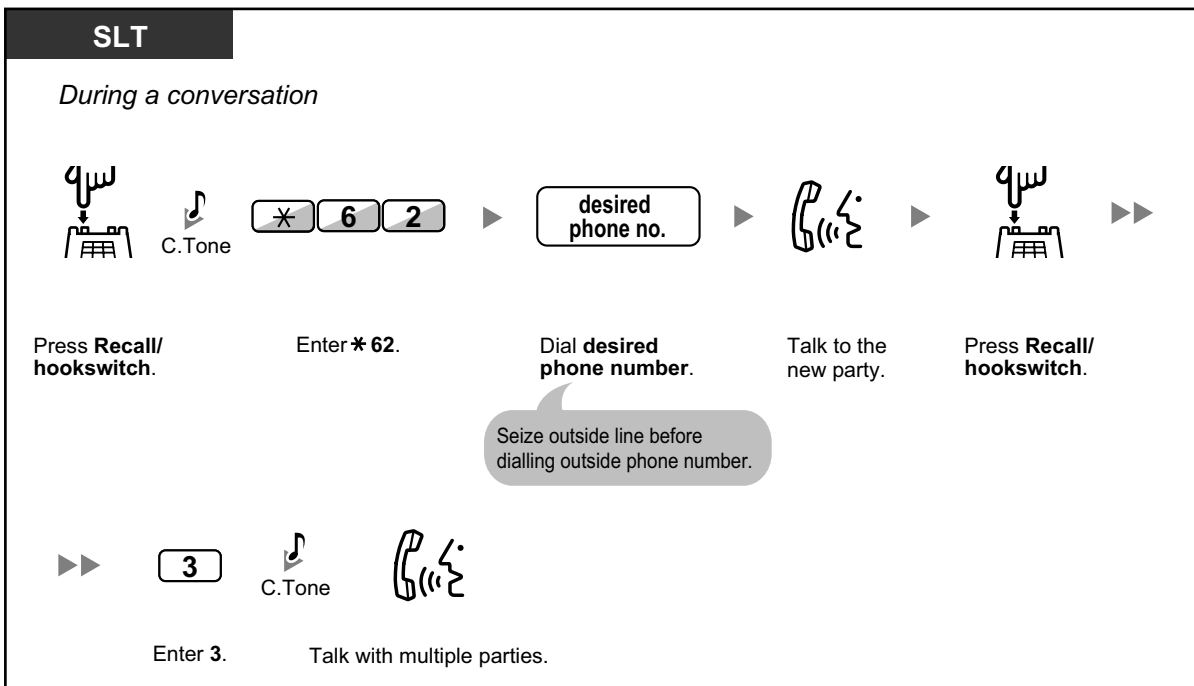 SLT
During a conversation
C.Tone
* 6 2
desired
phone no.
Press Recall/
hookswitch.
Enter * 62.
Dial desired
phone number.
Talk to the
new party.
Press Recall/
hookswitch.
Seize outside line before
dialling outside phone number.
3
C.Tone
Enter 3.
Talk with multiple parties.